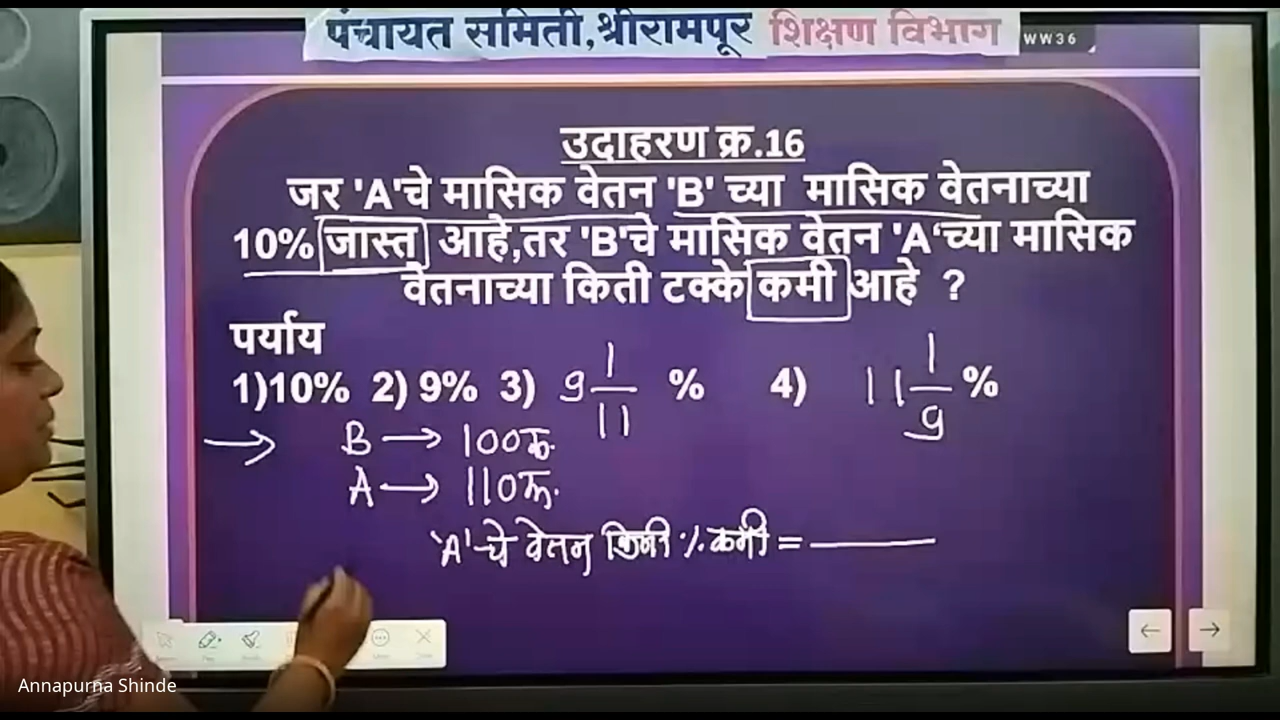 पंचायत समिती,श्रीरामपूर शिक्षण विभाग
WW36
उदाहरण क्र.16
जर 'A'चे मासिक वेतन 'B' च्या मासिक वेतनाच्या
10% जास्त आहे,तर 'B'चे मासिक वेतन 'A'च्या मासिक
वेतनाच्या किती टक्के कमी आहे ?
पर्याय
1)10% 2) 9% 3) 9 1/11 % 4) 11 1/9 %
→ B → 100रु.
A → 110रु.
'A'चे वेतन किती % कमी =
Annapurna Shinde